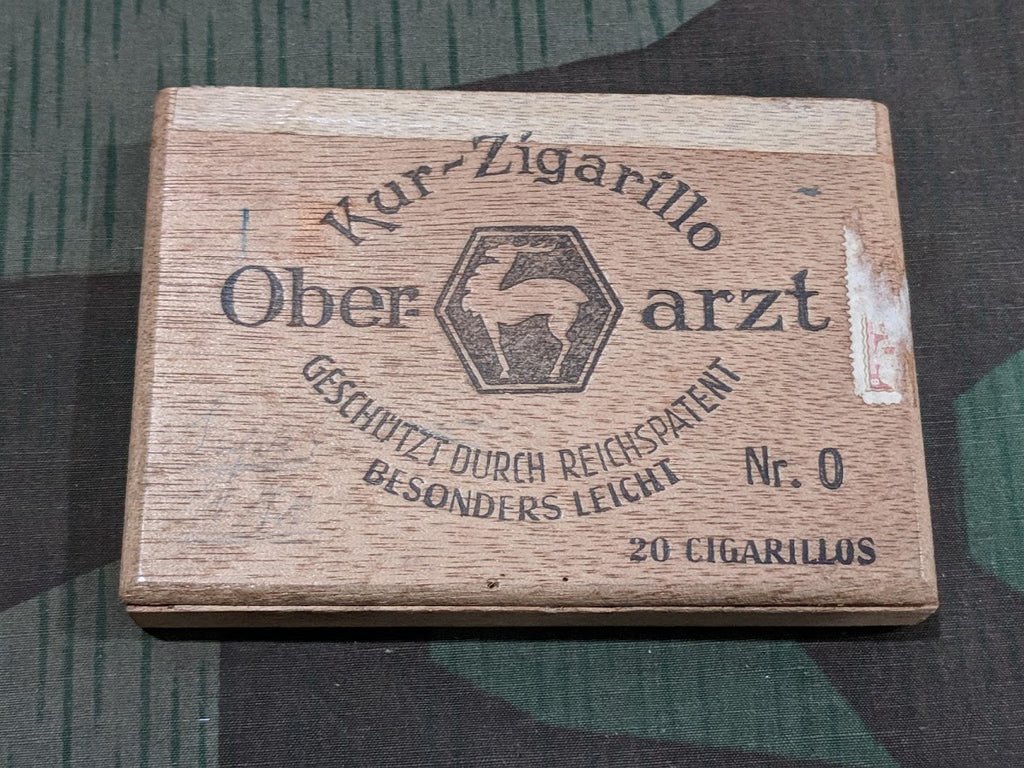 Kur-Zigarillo
Ober- arzt
GESCHÜTZT DURCH REICHSPATENT
BESONDERS LEICHT
Nr. 0
20 CIGARILLOS